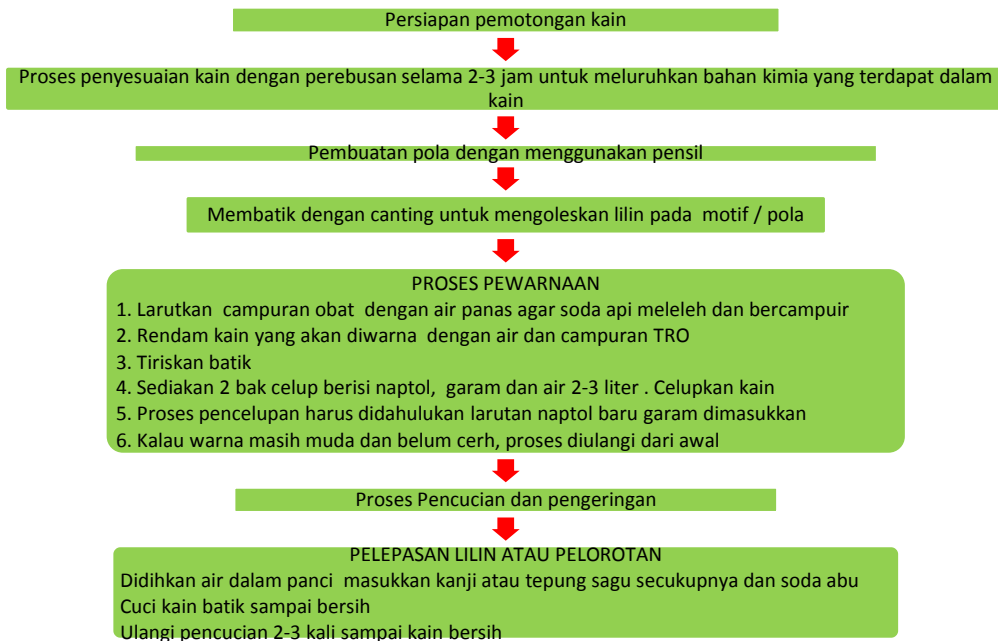 Persiapan pemotongan kain
Proses penyesuaian kain dengan perebusan selama 2-3 jam untuk meluruhkan bahan kimia yang terdapat dalam
kain
Pembuatan pola dengan menggunakan pensil
Membatik dengan canting untuk mengoleskan lilin pada motif / pola
PROSES PEWARNAAN
1. Larutkan campuran obat dengan air panas agar soda api meleleh dan bercampuir
2. Rendam kain yang akan diwarna dengan air dan campuran TRO
3. Tiriskan batik
4. Sediakan 2 bak celup berisi naptol, garam dan air 2-3 liter . Celupkan kain
5. Proses pencelupan harus didahulukan larutan naptol baru garam dimasukkan
6. Kalau warna masih muda dan belum cerh, proses diulangi dari awal
Proses Pencucian dan pengeringan
PELEPASAN LILIN ATAU PELOROTAN
Didihkan air dalam panci masukkan kanji atau tepung sagu secukupnya dan soda abu
Cuci kain batik sampai bersih
Ulangi pencucian 2-3 kali sampai kain bersih